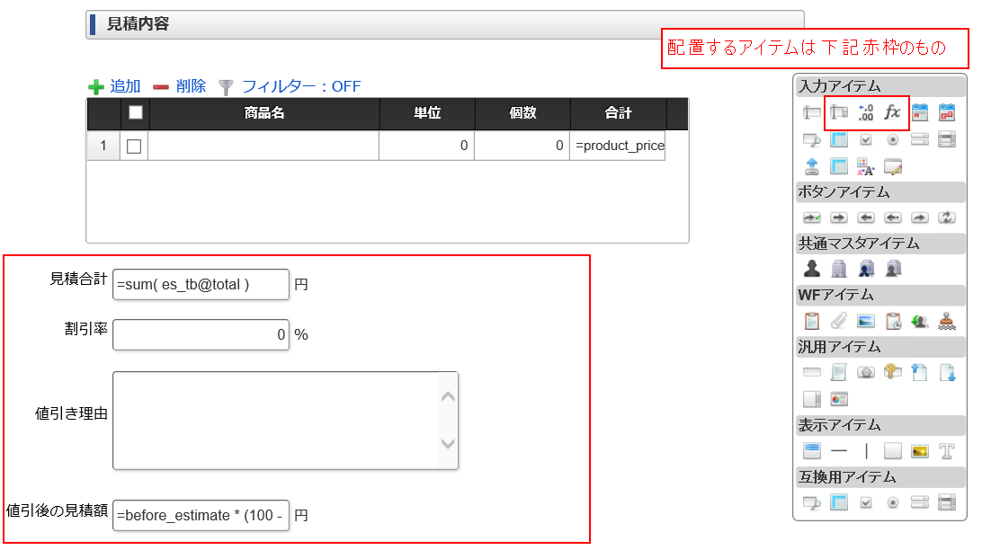 見積内容
配置するアイテムは下記赤枠のもの
追加 削除 フィルター：OFF
商品名 単位 個数 合計
1 0 0 =product_price
見積合計 =sum( es_tb@total ) 円
割引率 0 %
値引き理由
値引後の見積額 =before_estimate * (100 - 円
入力アイテム
.0
.00
fx
ボタンアイテム
共通マスタアイテム
WFアイテム
汎用アイテム
表示アイテム
互換用アイテム